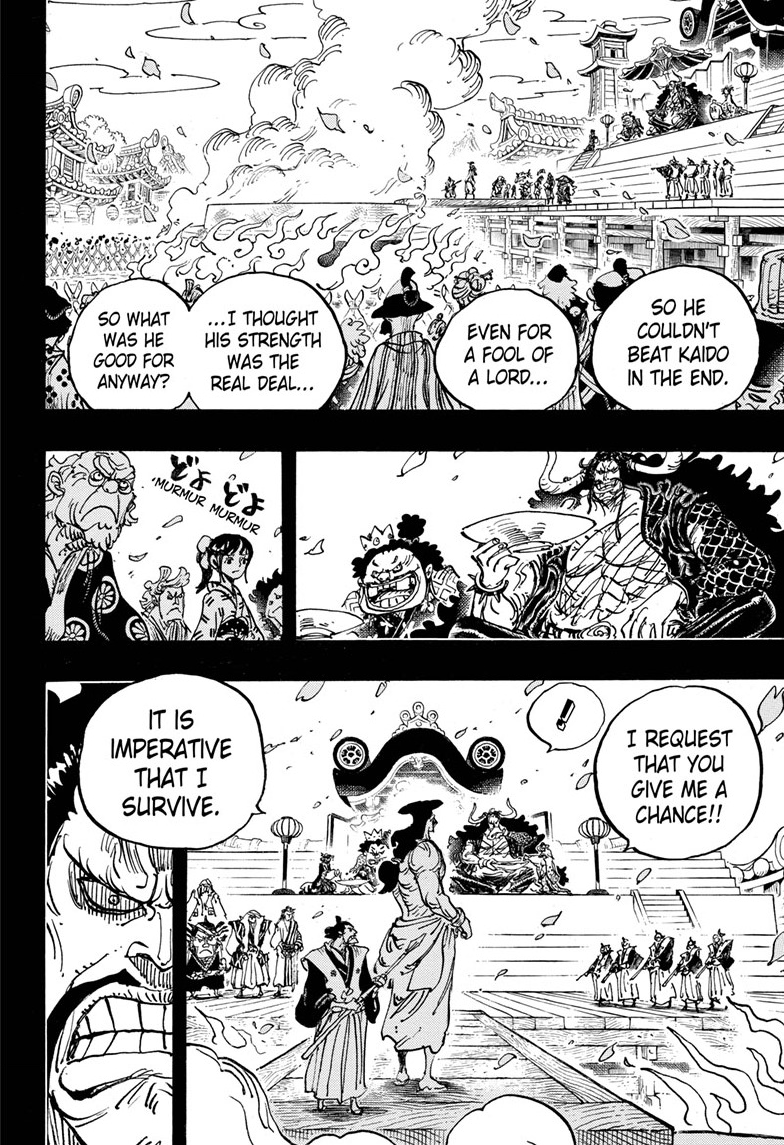 SO HE
COULDN'T
BEAT KAIDO
IN THE END.
EVEN FOR
A FOOL OF
A LORD...
...I THOUGHT
HIS STRENGTH
WAS THE
REAL DEAL...
SO WHAT
WAS HE
GOOD FOR
ANYWAY?
どよ どよ
MURMUR MURMUR
I REQUEST
THAT YOU
GIVE ME A
CHANCE!!
!
IT IS
IMPERATIVE
THAT I
SURVIVE.